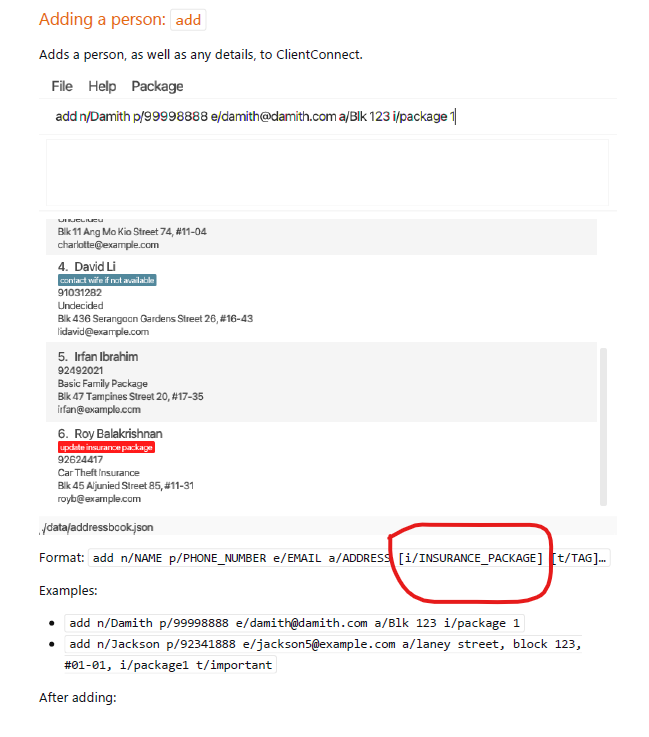 Adding a person: add
Adds a person, as well as any details, to ClientConnect.
File Help Package
add n/Damith p/99998888 e/damith@damith.com a/Blk 123 i/package 1
Undecided
Blk 11 Ang Mo Kio Street 74, #11-04
charlotte@example.com
4. David Li
contact wife if not available
91031282
Undecided
Blk 436 Serangoon Gardens Street 26, #16-43
lidavid@example.com
5. Irfan Ibrahim
92492021
Basic Family Package
Blk 47 Tampines Street 20, #17-35
irfan@example.com
6. Roy Balakrishnan
update insurance package
92624417
Car Theft Insurance
Blk 45 Aljunied Street 85, #11-31
royb@example.com
./data/addressbook.json
Format: add n/NAME p/PHONE_NUMBER e/EMAIL a/ADDRESS [i/INSURANCE_PACKAGE] [t/TAG]…
Examples:
• add n/Damith p/99998888 e/damith@damith.com a/Blk 123 i/package 1
• add n/Jackson p/92341888 e/jackson5@example.com a/laney street, block 123,
#01-01, i/package1 t/important
After adding: